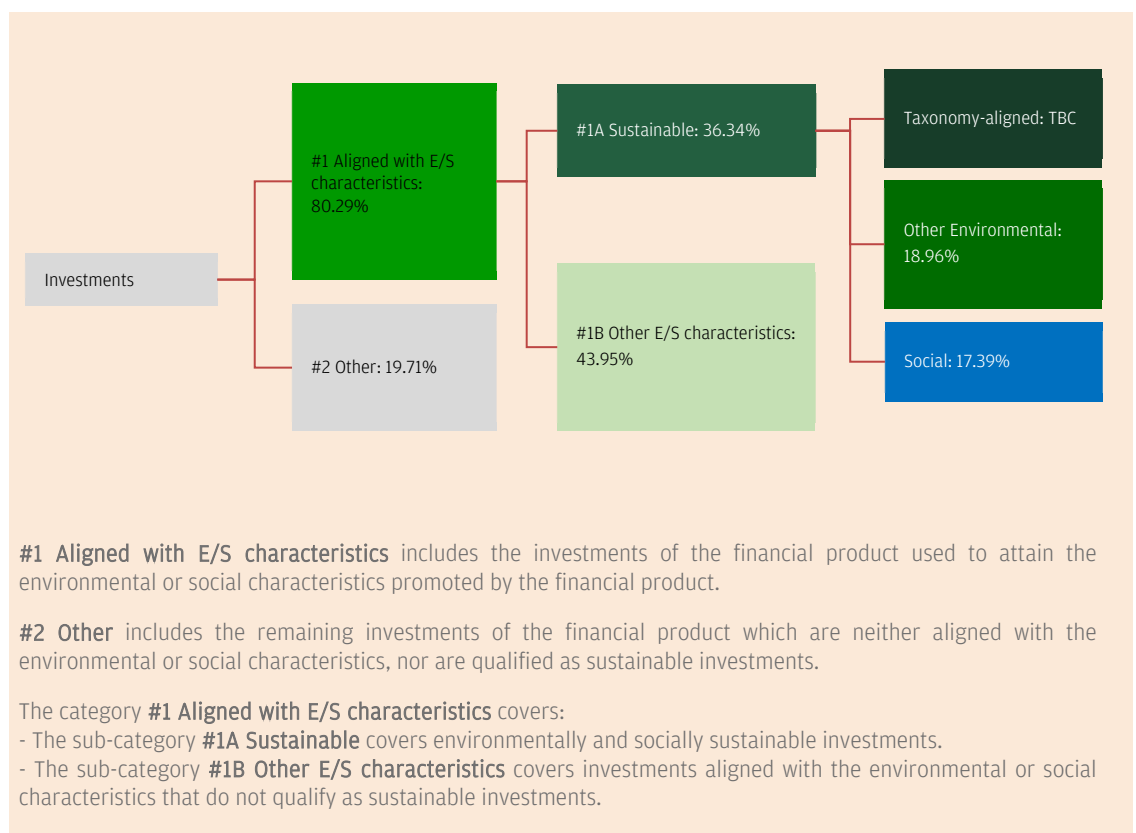 Investments
#1 Aligned with E/S
characteristics:
80.29%
#2 Other: 19.71%
#1A Sustainable: 36.34%
#1B Other E/S characteristics:
43.95%
Taxonomy-aligned: TBC
Other Environmental:
18.96%
Social: 17.39%
#1 Aligned with E/S characteristics includes the investments of the financial product used to attain the
environmental or social characteristics promoted by the financial product.
#2 Other includes the remaining investments of the financial product which are neither aligned with the
environmental or social characteristics, nor are qualified as sustainable investments.
The category #1 Aligned with E/S characteristics covers:
- The sub-category #1A Sustainable covers environmentally and socially sustainable investments.
- The sub-category #1B Other E/S characteristics covers investments aligned with the environmental or social
characteristics that do not qualify as sustainable investments.